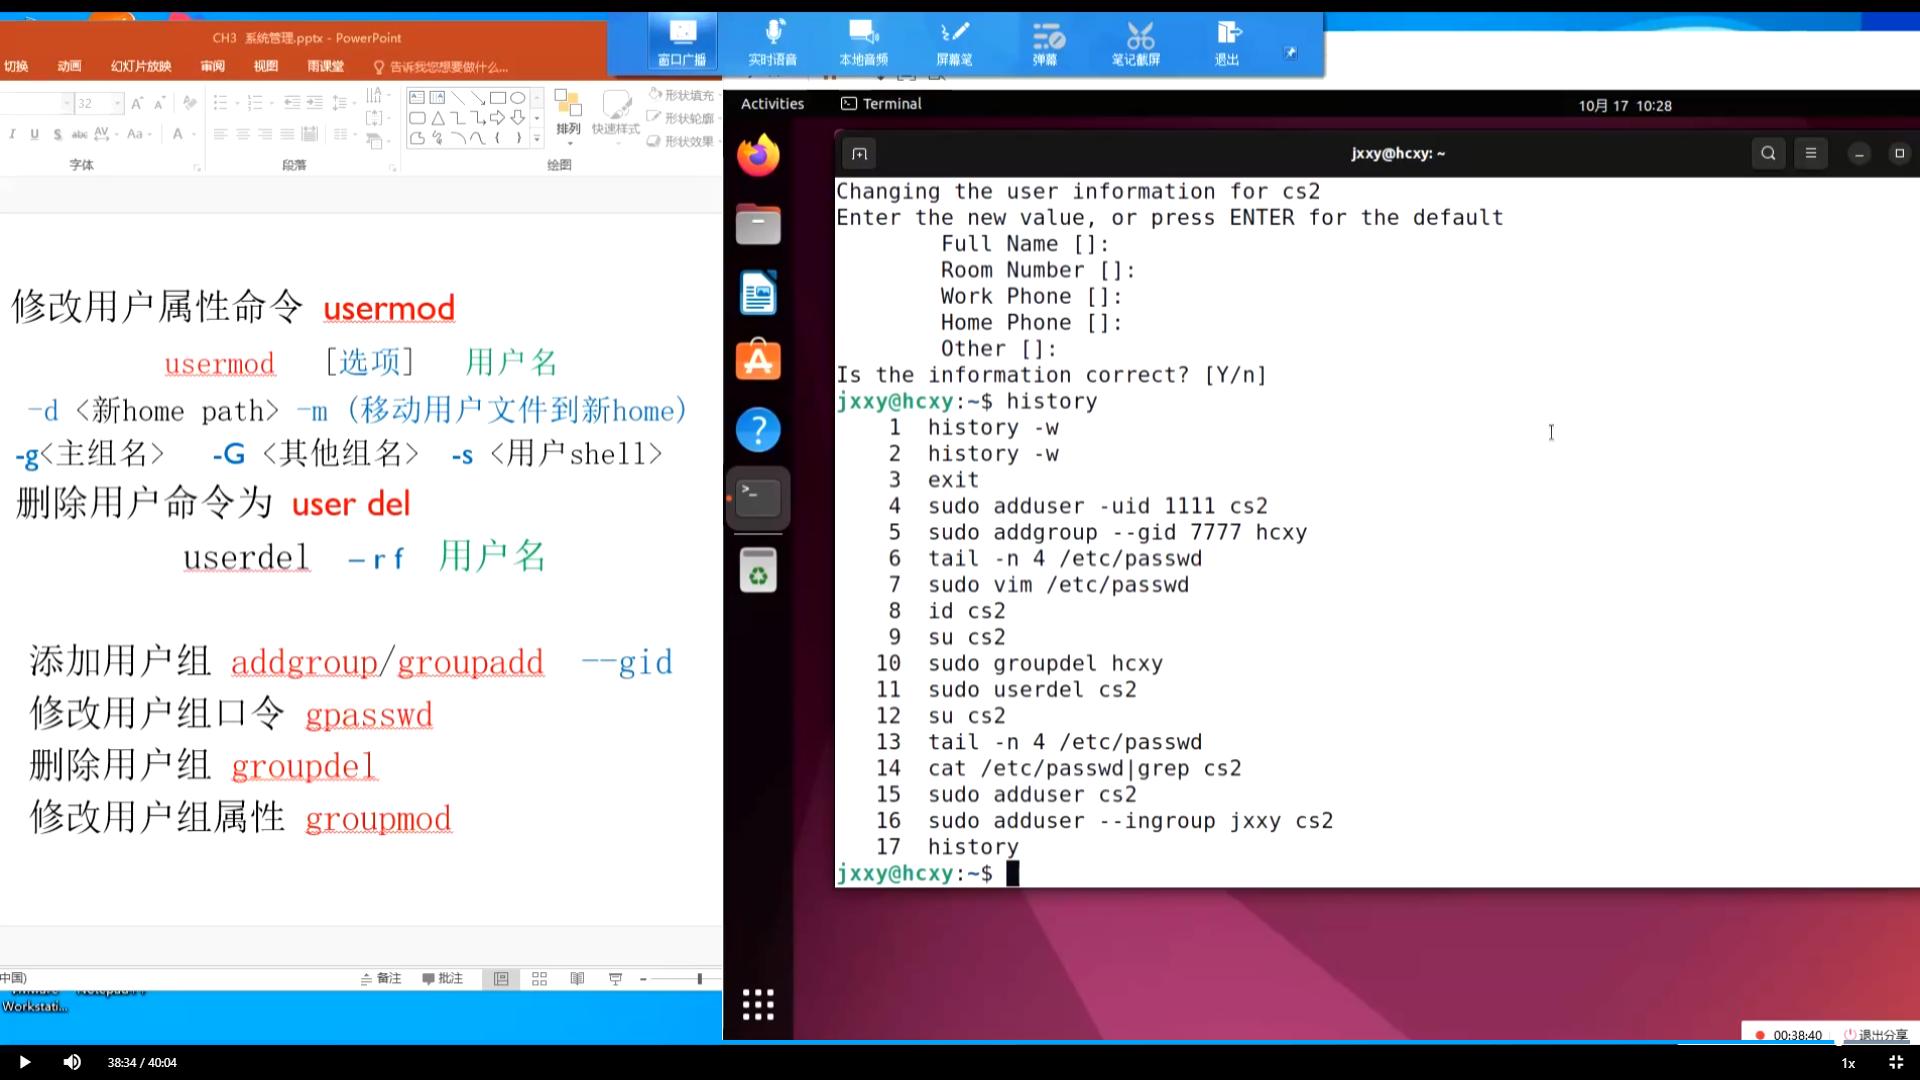 CH3 系统管理.pptx - PowerPoint
切换 动画 幻灯片放映 审阅 视图 雨课堂 告诉我您想要做什么...
窗口广播 实时语音 本地音频 屏幕笔 弹幕 笔记截屏 退出
32
形状填充
形状轮廓
形状效果
排列 快速样式
字体 段落 绘图
修改用户属性命令 usermod
usermod [选项] 用户名
-d <新home path> -m (移动用户文件到新home)
-g<主组名> -G <其他组名> -s <用户shell>
删除用户命令为 user del
userdel –r f 用户名
添加用户组 addgroup/groupadd --gid
修改用户组口令 gpasswd
删除用户组 groupdel
修改用户组属性 groupmod
中国) 备注 批注
Workstati...
Activities Terminal 10月 17 10:28
jxxy@hcxy: ~
Changing the user information for cs2
Enter the new value, or press ENTER for the default
Full Name []:
Room Number []:
Work Phone []:
Home Phone []:
Other []:
Is the information correct? [Y/n]
jxxy@hcxy:~$ history
1 history -w
2 history -w
3 exit
4 sudo adduser -uid 1111 cs2
5 sudo addgroup --gid 7777 hcxy
6 tail -n 4 /etc/passwd
7 sudo vim /etc/passwd
8 id cs2
9 su cs2
10 sudo groupdel hcxy
11 sudo userdel cs2
12 su cs2
13 tail -n 4 /etc/passwd
14 cat /etc/passwd|grep cs2
15 sudo adduser cs2
16 sudo adduser --ingroup jxxy cs2
17 history
jxxy@hcxy:~$
00:38:40 退出分享
38:34 / 40:04 1x